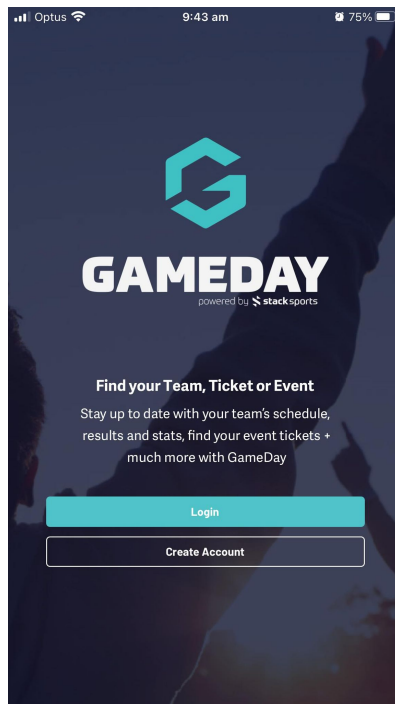 Optus 9:43 am 75%
GAMEDAY
powered by stacksports
Find your Team, Ticket or Event
Stay up to date with your team's schedule,
results and stats, find your event tickets +
much more with GameDay
Login
Create Account